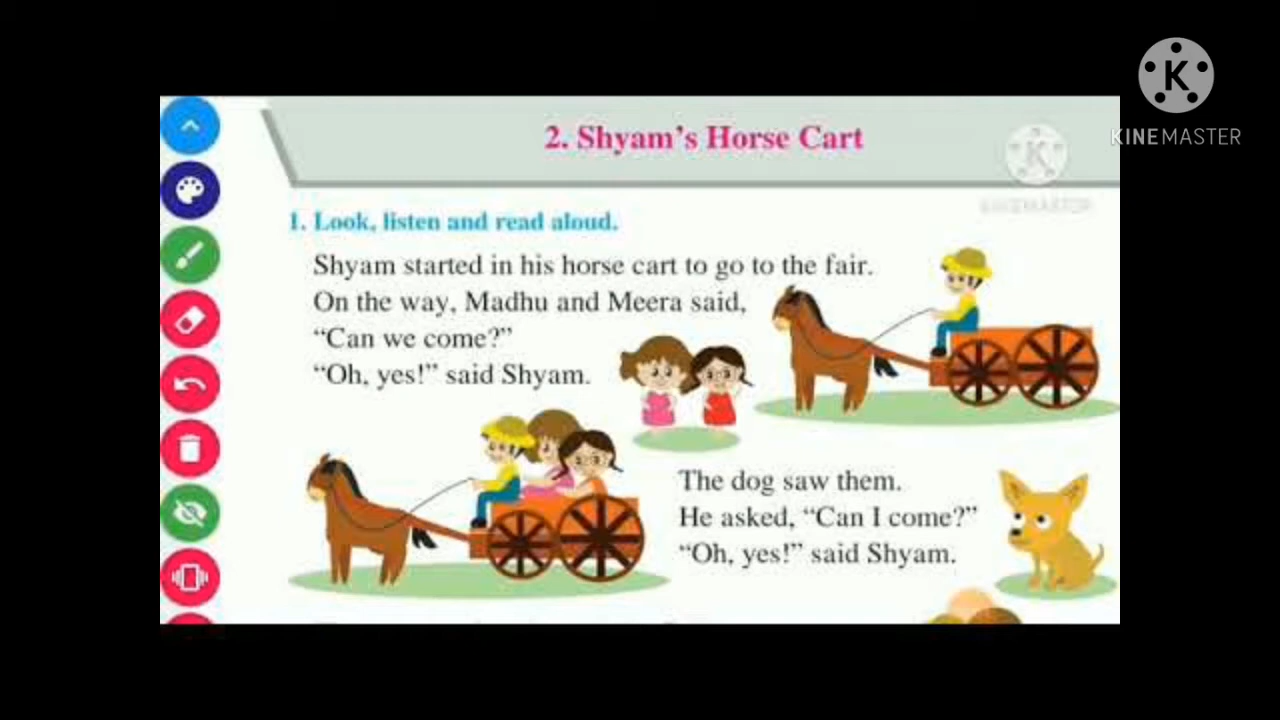 KINEMASTER
2. Shyam's Horse Cart
KINEMASTER
1. Look, listen and read aloud.
Shyam started in his horse cart to go to the fair.
On the way, Madhu and Meera said,
“Can we come?”
“Oh, yes!” said Shyam.
The dog saw them.
He asked, “Can I come?”
“Oh, yes!” said Shyam.